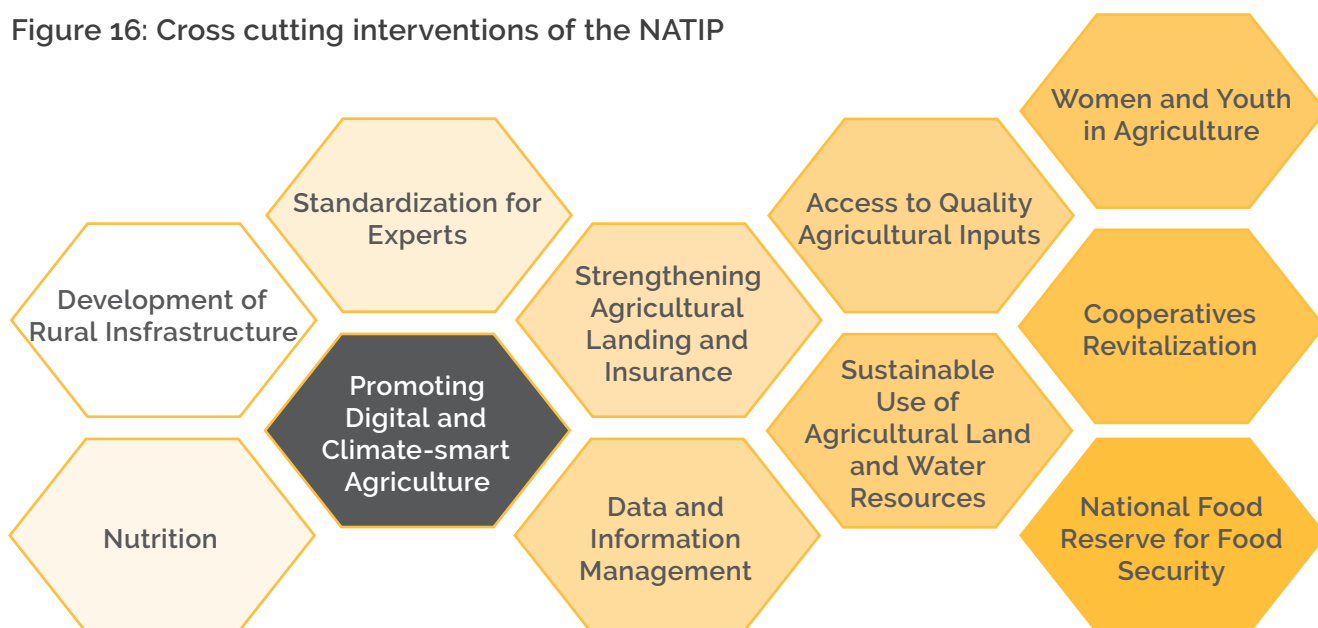 Figure 16: Cross cutting interventions of the NATIP
Women and Youth
in Agriculture
Standardization for
Experts
Access to Quality
Agricultural Inputs
Development of
Rural Insfrastructure
Strengthening
Agricultural
Landing and
Insurance
Cooperatives
Revitalization
Promoting
Digital and
Climate-smart
Agriculture
Sustainable
Use of
Agricultural Land
and Water
Resources
Nutrition
Data and
Information
Management
National Food
Reserve for Food
Security